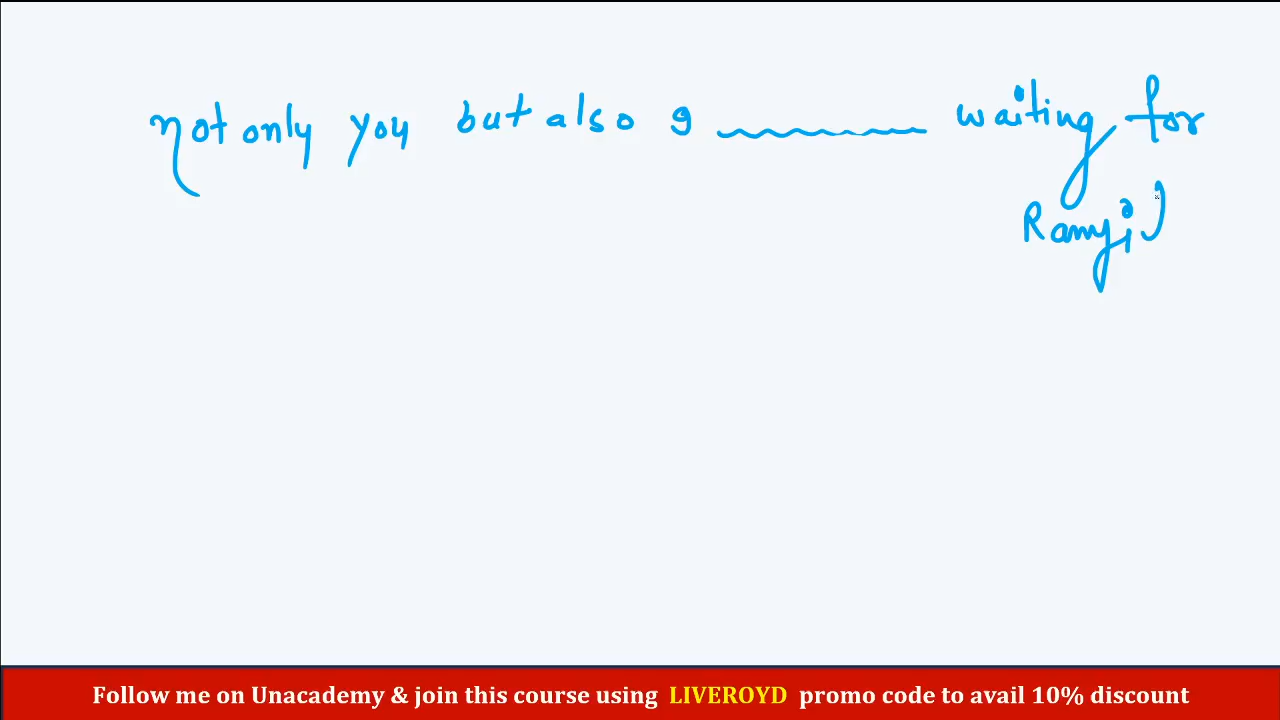 not only you but also I ________ waiting for
Ramji
Follow me on Unacademy & join this course using LIVEROYD promo code to avail 10% discount